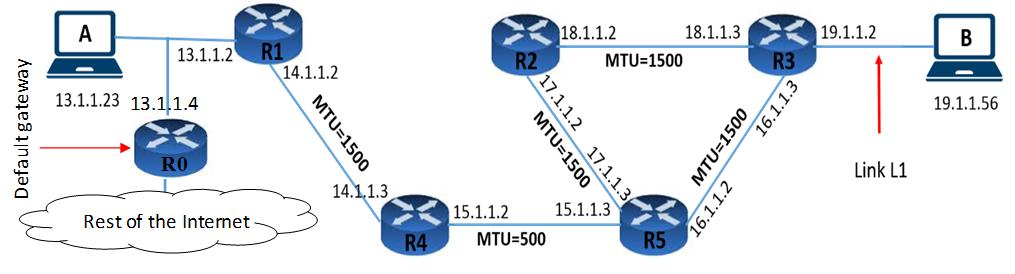 A
13.1.1.23
Default gateway
13.1.1.2
R1
13.1.1.4
R0
Rest of the Internet
14.1.1.2
MTU=1500
14.1.1.3
R4
15.1.1.2
MTU=500
15.1.1.3
R5
R2
18.1.1.2
MTU=1500
18.1.1.3
R3
17.1.1.2
MTU=1500
17.1.1.3
16.1.1.3
MTU=1500
16.1.1.2
19.1.1.2
B
19.1.1.56
Link L1